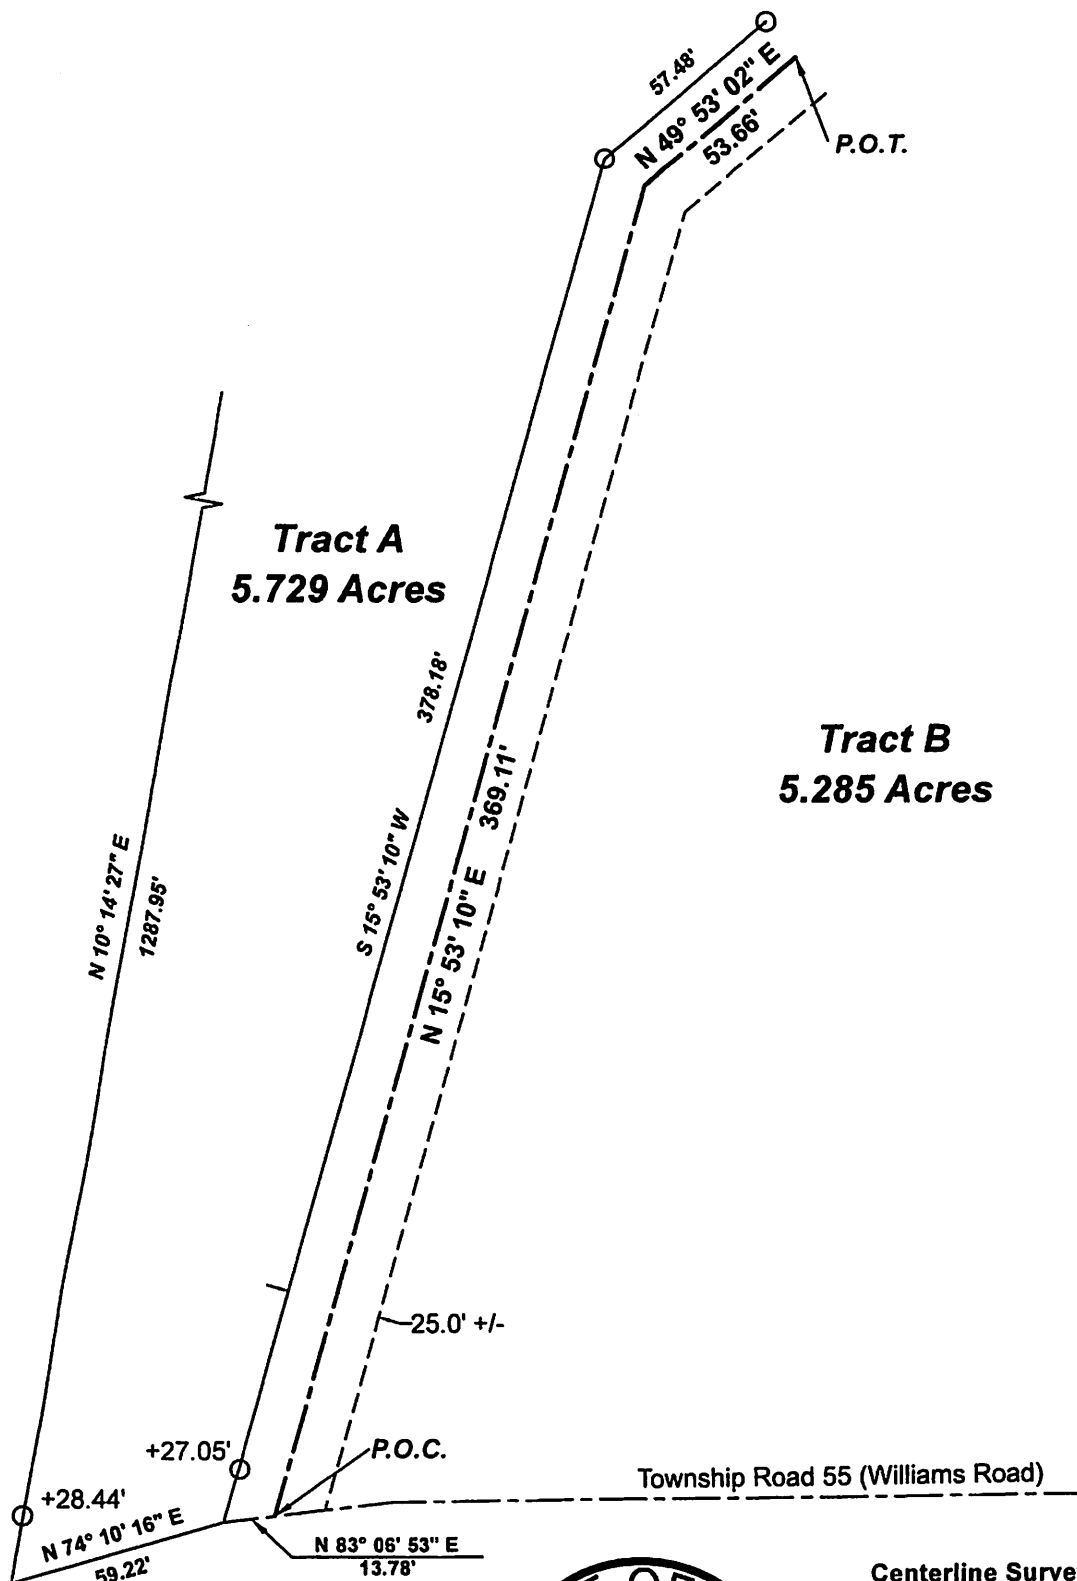 57.48'
N 49° 53' 02" E
53.66'
P.O.T.
Tract A
5.729 Acres
378.18'
Tract B
5.285 Acres
369.11'
S 15° 53' 10" W
N 10° 14' 27" E
1287.95'
N 15° 53' 10" E
25.0' +/-
+27.05'
P.O.C.
Township Road 55 (Williams Road)
+28.44'
N 74° 10' 16" E
59.22'
N 83° 06' 53" E
13.78'
Centerline Surve